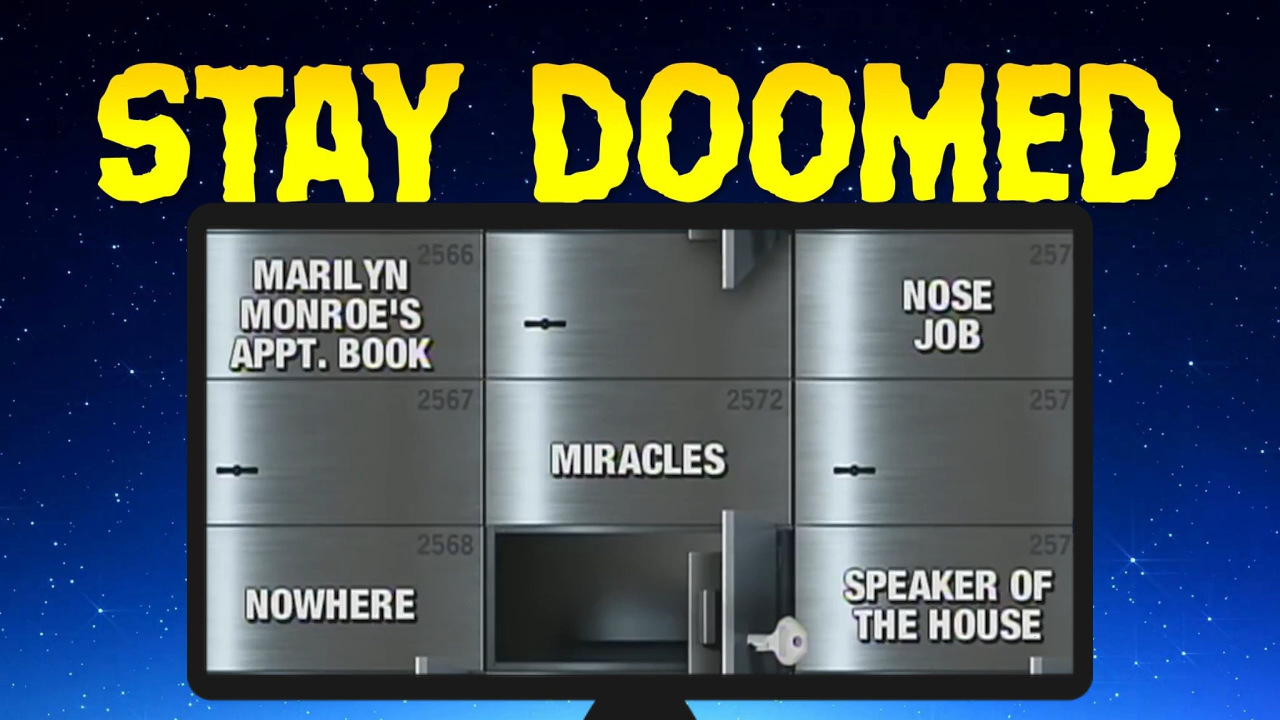 STAY DOOMED
2566
MARILYN
MONROE'S
APPT. BOOK
257
NOSE
JOB
2567
2572
MIRACLES
257
2568
NOWHERE
257
SPEAKER OF
THE HOUSE